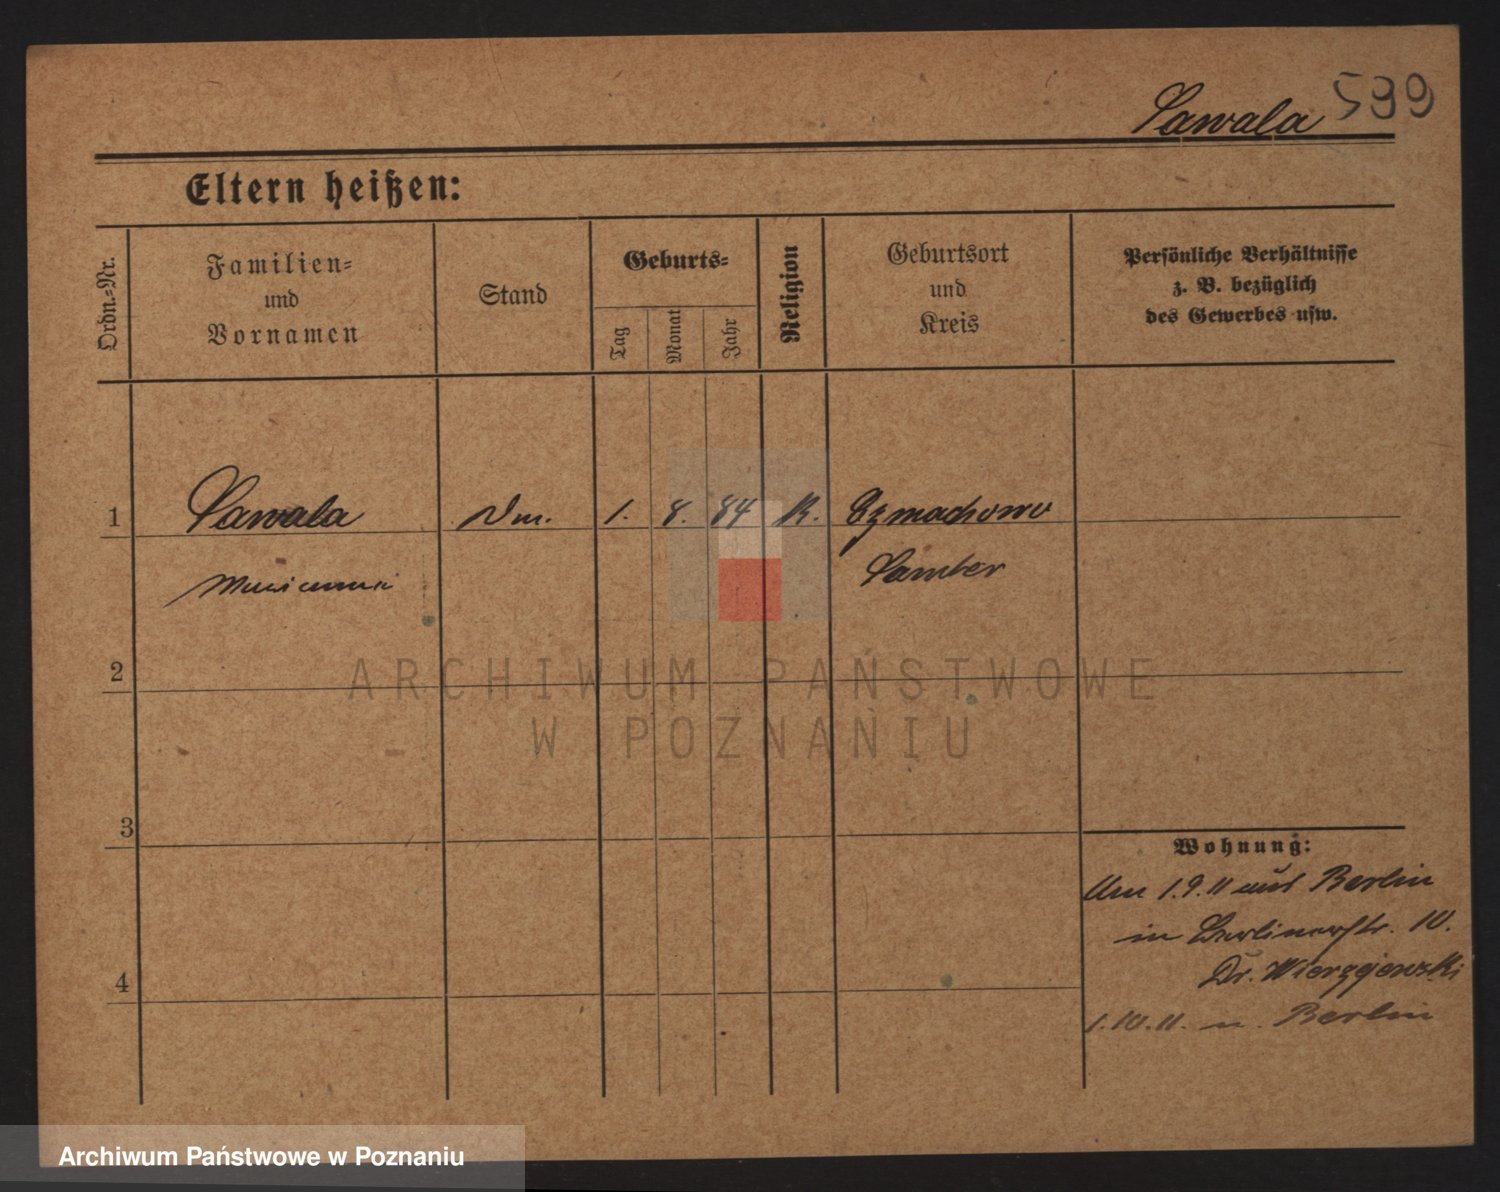 Sawala 599
Eltern heißen:
Ordn.=Nr.
Familien=
und
Vornamen
Stand
Geburts=
Tag
Monat
Jahr
Religion
Geburtsort
und
Kreis
Persönliche Verhältnisse
z. B. bezüglich
des Gewerbes usw.
1 Sawala 1. 8. 84 K. Szmachowo
Marianna Samter
2
3
4
Wohnung:
Am 1.9.11 aus Berlin
in Berlinerstr. 10.
Dr. Wierzejewski
1.10.11. n. Berlin
ARCHIWUM PAŃSTWOWE
W POZNANIU
Archiwum Państwowe w Poznaniu